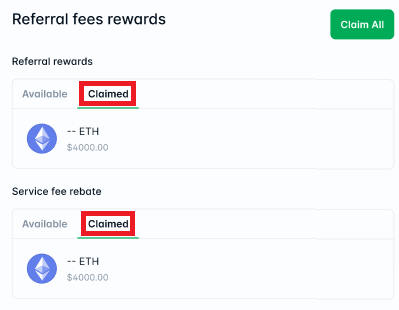 Referral fees rewards
Claim All
Referral rewards
Available Claimed
-- ETH
$4000.00
Service fee rebate
Available Claimed
-- ETH
$4000.00